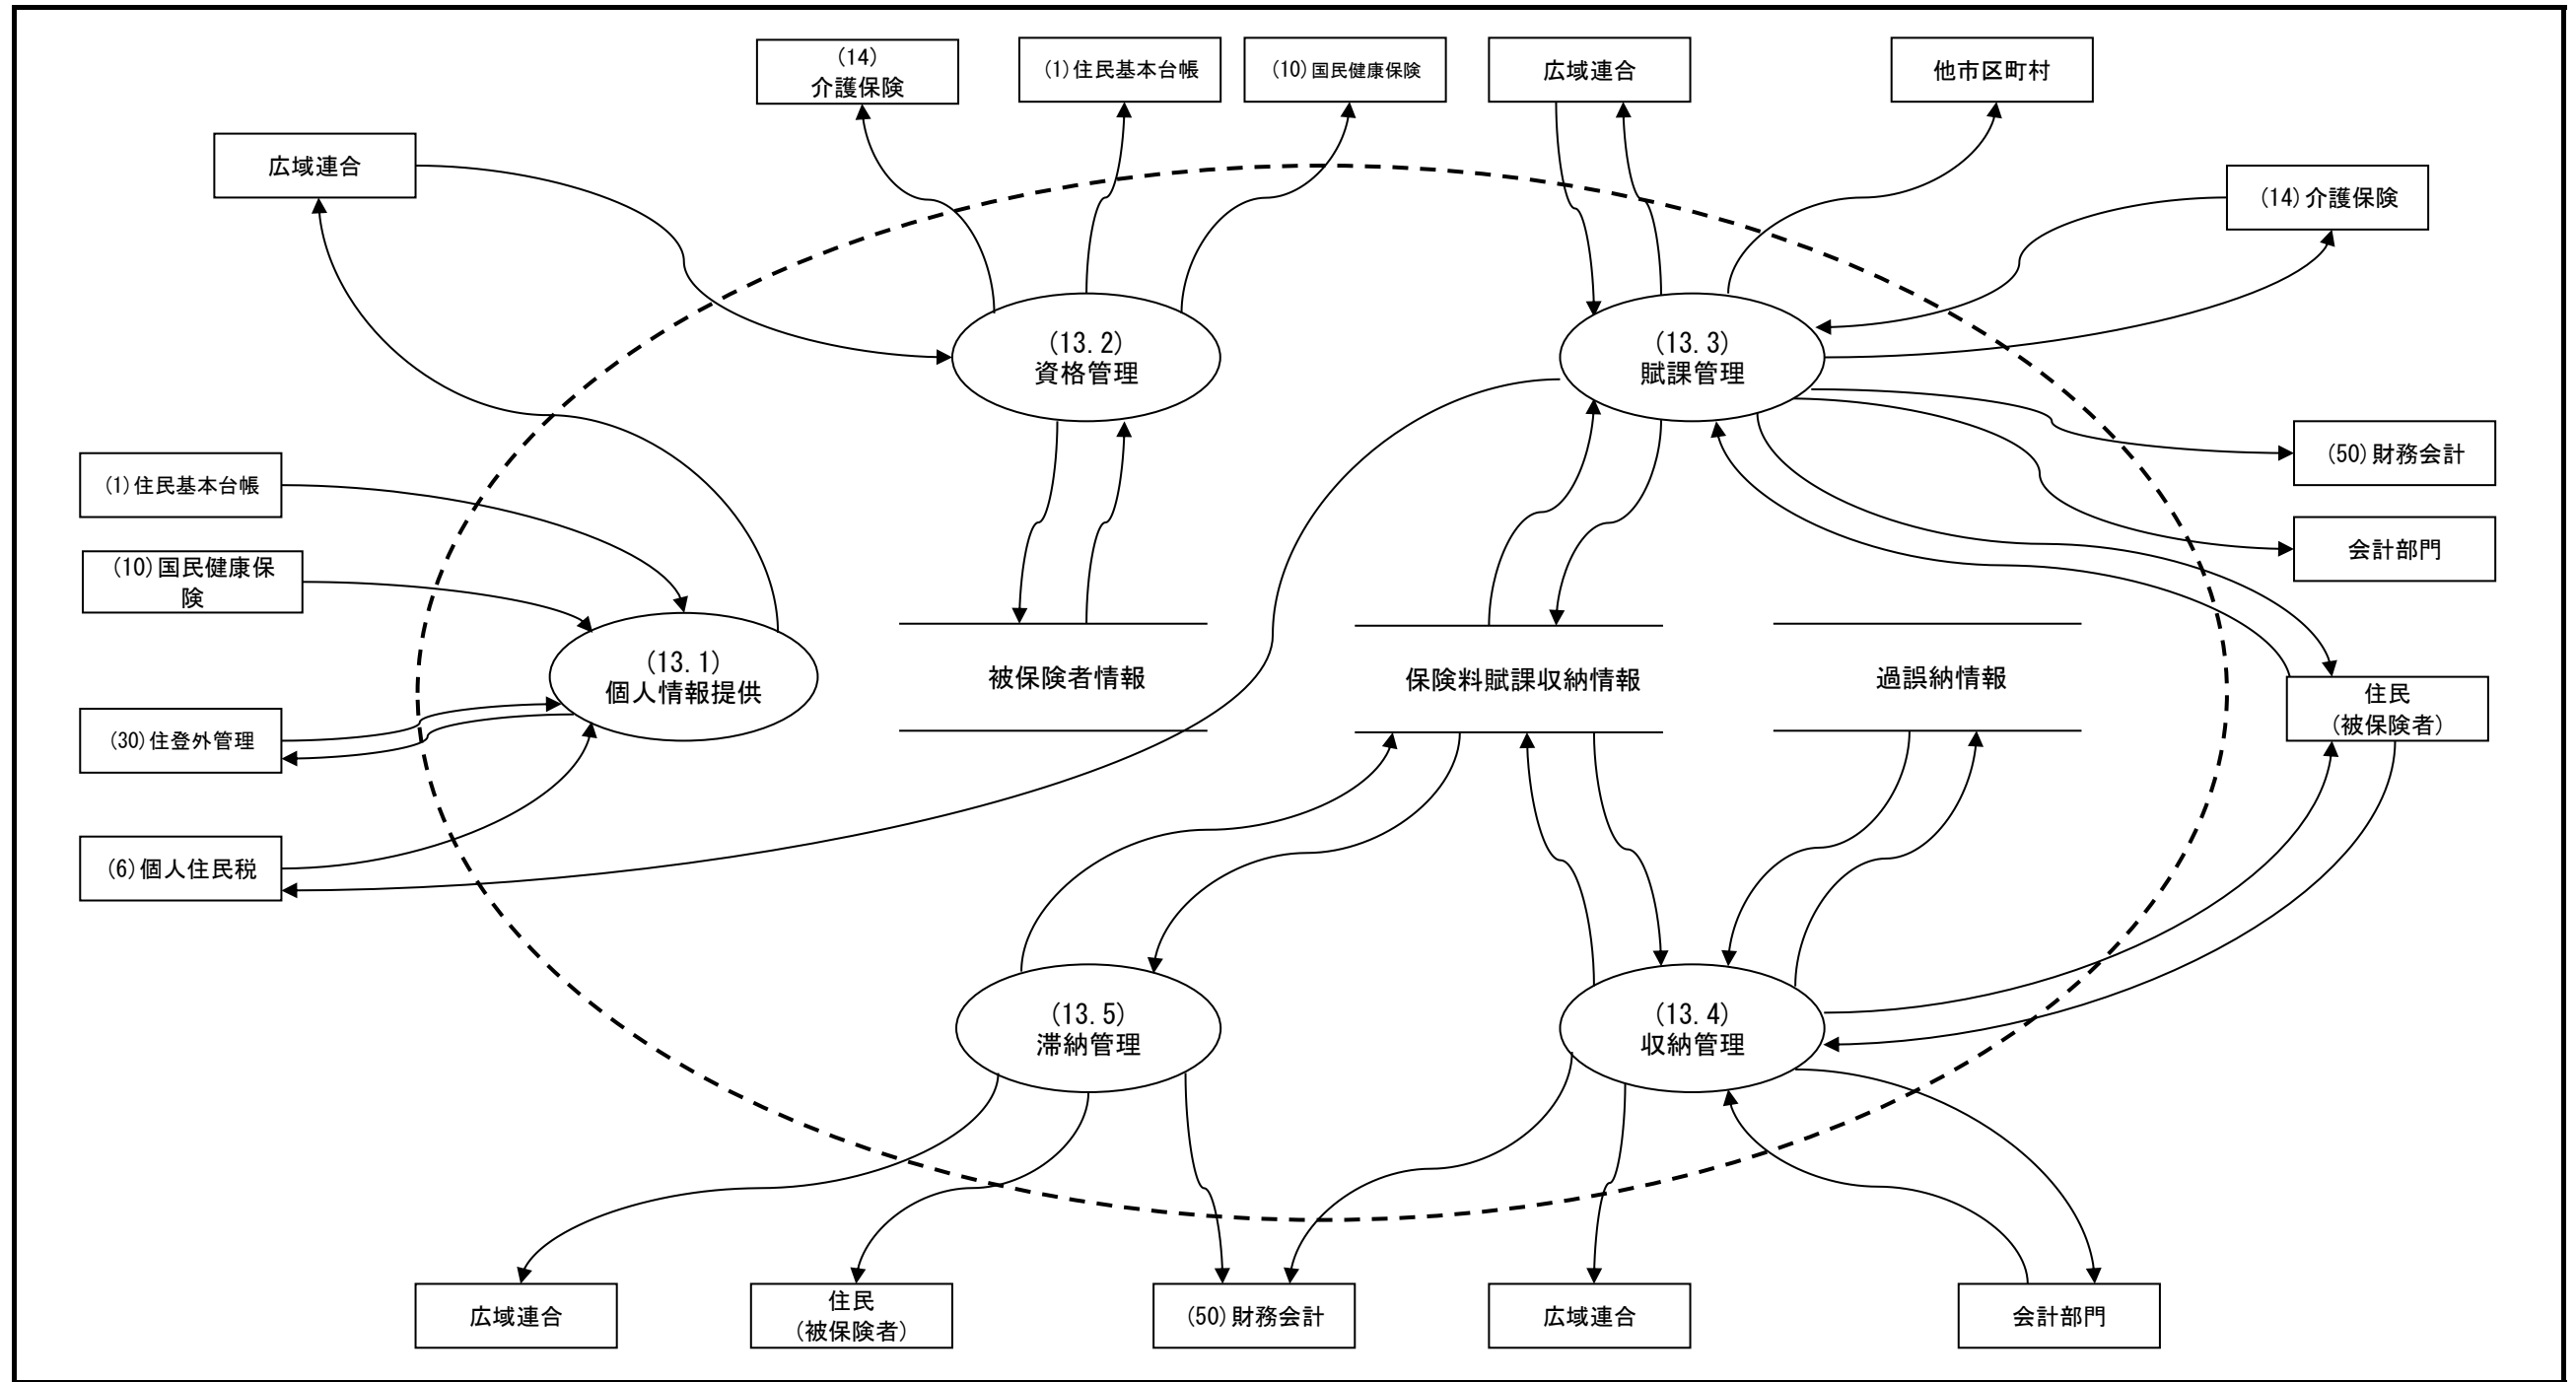 (14)
介護保険
(1)住民基本台帳
(10)国民健康保険
広域連合
他市区町村
広域連合
(14)介護保険
(13.2)
資格管理
(13.3)
賦課管理
(50)財務会計
(1)住民基本台帳
会計部門
(10)国民健康保
険
(13.1)
個人情報提供
被保険者情報
保険料賦課収納情報
過誤納情報
住民
(被保険者)
(30)住登外管理
(6)個人住民税
(13.5)
滞納管理
(13.4)
収納管理
広域連合
住民
(被保険者)
(50)財務会計
広域連合
会計部門